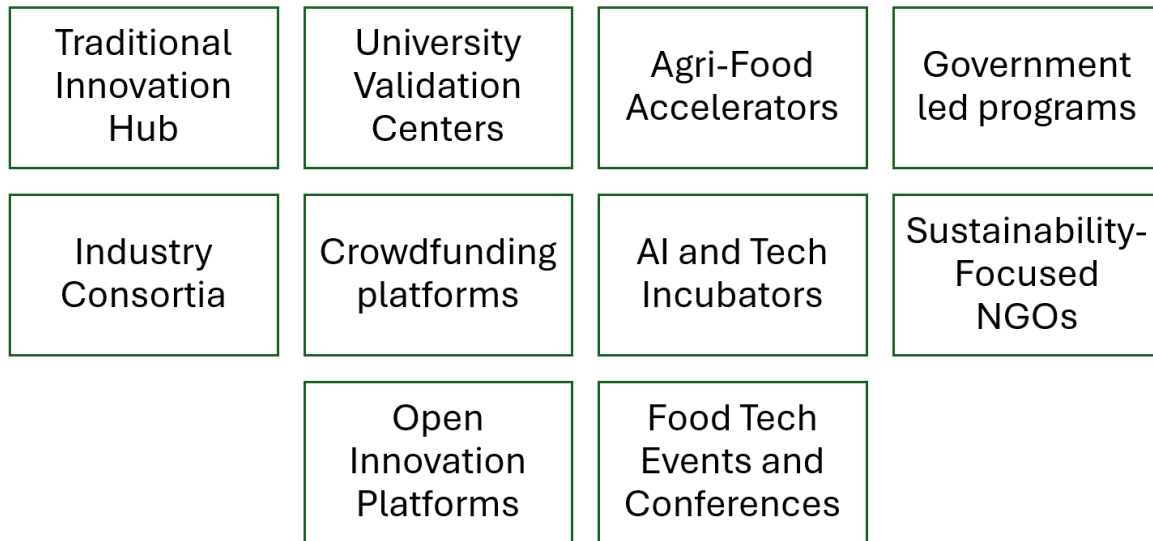 Traditional
Innovation
Hub
University
Validation
Centers
Agri-Food
Accelerators
Government
led programs
Industry
Consortia
Crowdfunding
platforms
AI and Tech
Incubators
Sustainability-
Focused
NGOs
Open
Innovation
Platforms
Food Tech
Events and
Conferences